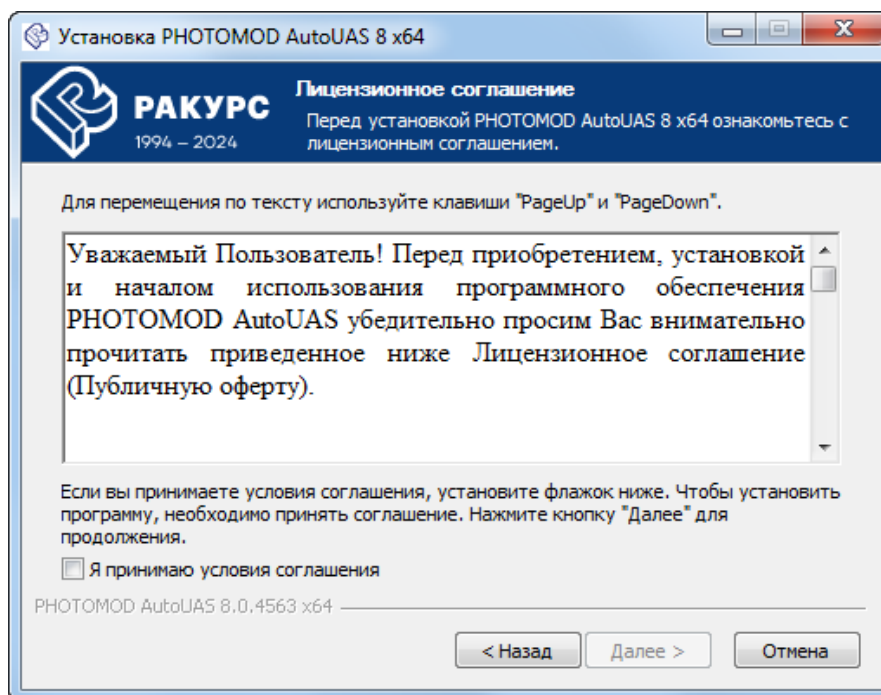 Установка PHOTOMOD AutoUAS 8 x64
РАКУРС
1994 – 2024
Лицензионное соглашение
Перед установкой PHOTOMOD AutoUAS 8 x64 ознакомьтесь с
лицензионным соглашением.
Для перемещения по тексту используйте клавиши "PageUp" и "PageDown".
Уважаемый Пользователь! Перед приобретением, установкой
и началом использования программного обеспечения
PHOTOMOD AutoUAS убедительно просим Вас внимательно
прочитать приведенное ниже Лицензионное соглашение
(Публичную оферту).
Если вы принимаете условия соглашения, установите флажок ниже. Чтобы установить
программу, необходимо принять соглашение. Нажмите кнопку "Далее" для
продолжения.
Я принимаю условия соглашения
PHOTOMOD AutoUAS 8.0.4563 x64
< Назад
Далее >
Отмена